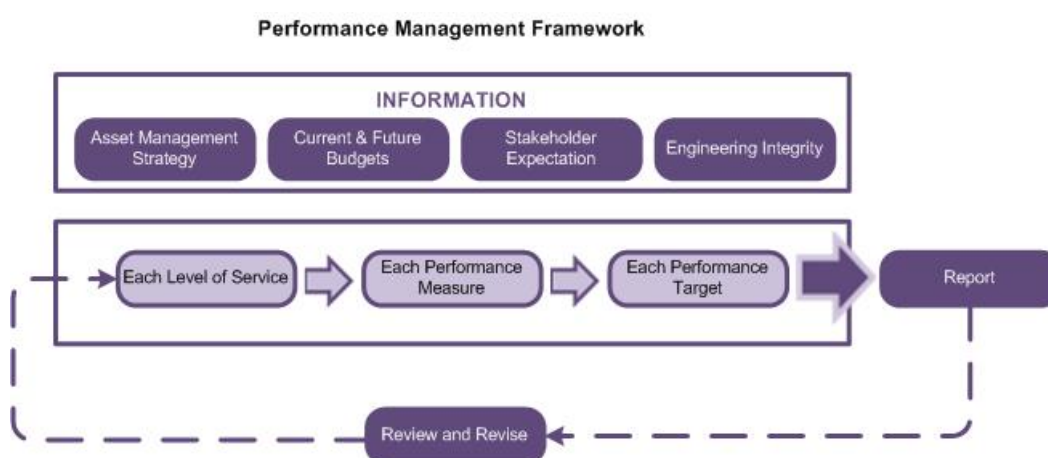 Performance Management Framework
INFORMATION
Asset Management
Strategy
Current & Future
Budgets
Stakeholder
Expectation
Engineering Integrity
Each Level of Service
Each Performance
Measure
Each Performance
Target
Report
Review and Revise